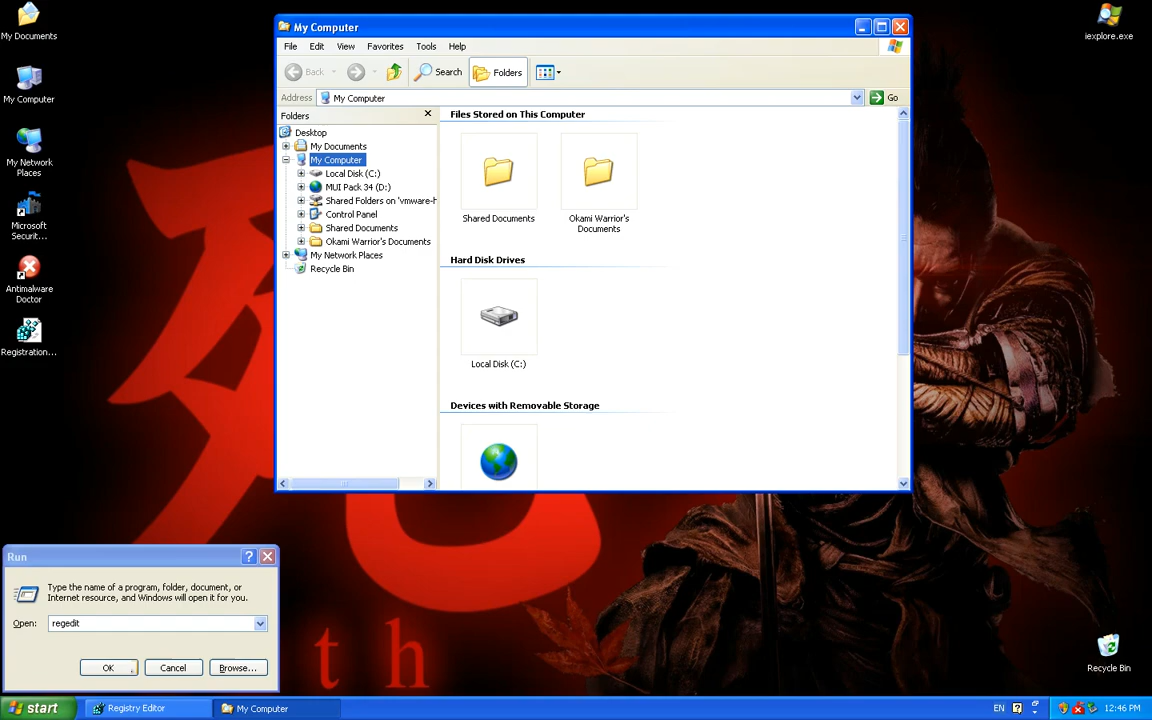 My Documents
My Computer
My Network
Places
Microsoft
Securit...
Antimalware
Doctor
Registration...
My Computer
File Edit View Favorites Tools Help
Back Search Folders
Address My Computer Go
Folders
Desktop
My Documents
My Computer
Local Disk (C:)
MUI Pack 34 (D:)
Shared Folders on 'vmware-h
Control Panel
Shared Documents
Okami Warrior's Documents
My Network Places
Recycle Bin
Files Stored on This Computer
Shared Documents
Okami Warrior's
Documents
Hard Disk Drives
Local Disk (C:)
Devices with Removable Storage
iexplore.exe
死
th
Run
Type the name of a program, folder, document, or
Internet resource, and Windows will open it for you.
Open: regedit
OK Cancel Browse...
Recycle Bin
start Registry Editor My Computer EN 12:46 PM